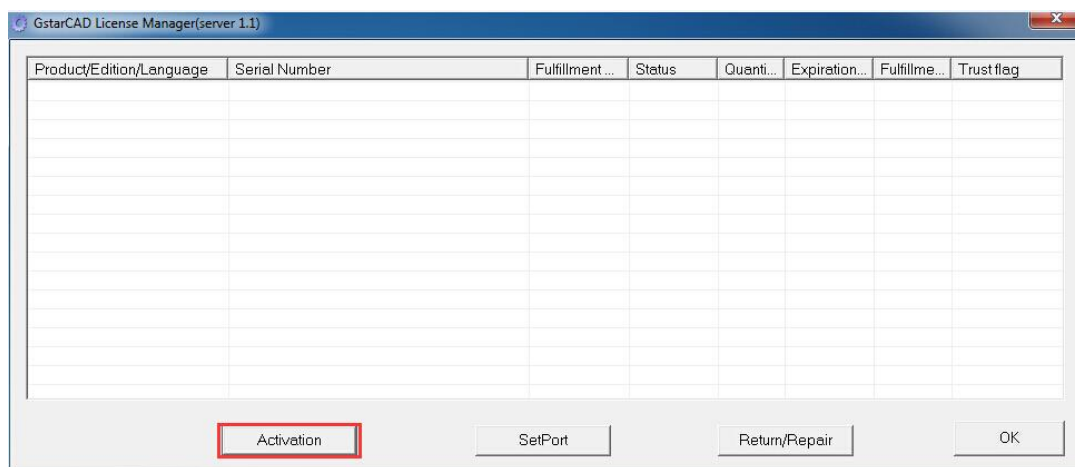 GstarCAD License Manager(server 1.1)
Product/Edition/Language Serial Number Fulfillment ... Status Quanti... Expiration... Fulfillme... Trust flag
Activation SetPort Return/Repair OK